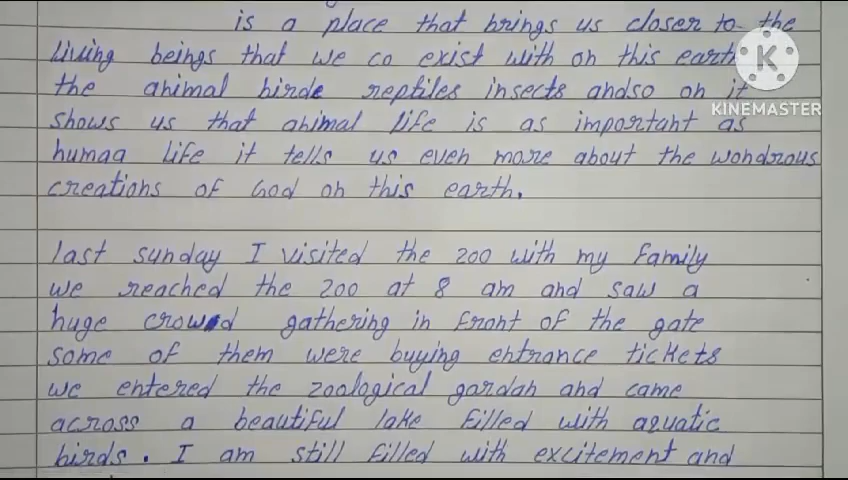 is a place that brings us closer to the
living beings that we co exist with on this earth
the animal birde reptiles insects andso on it
shows us that animal life is as important as
humaa life it tells us even more about the wondrous
creations of God on this earth.
last sunday I visited the zoo with my family
we reached the zoo at 8 am and saw a
huge crowd gathering in front of the gate
some of them were buying entrance tickets
we entered the zoological gardan and came
across a beautiful lake filled with aquatic
birds. I am still filled with excitement and
K
KINEMASTER